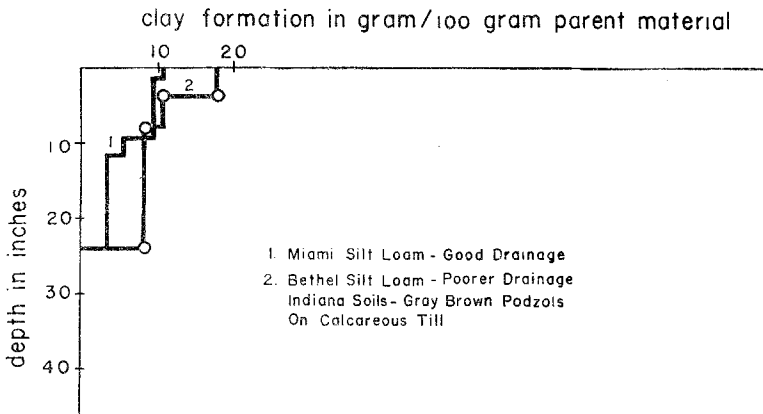 clay formation in gram/100 gram parent material
10 20
2
1
10
20
30
40
depth in inches
1. Miami Silt Loam - Good Drainage
2. Bethel Silt Loam - Poorer Drainage
Indiana Soils - Gray Brown Podzols
On Calcareous Till